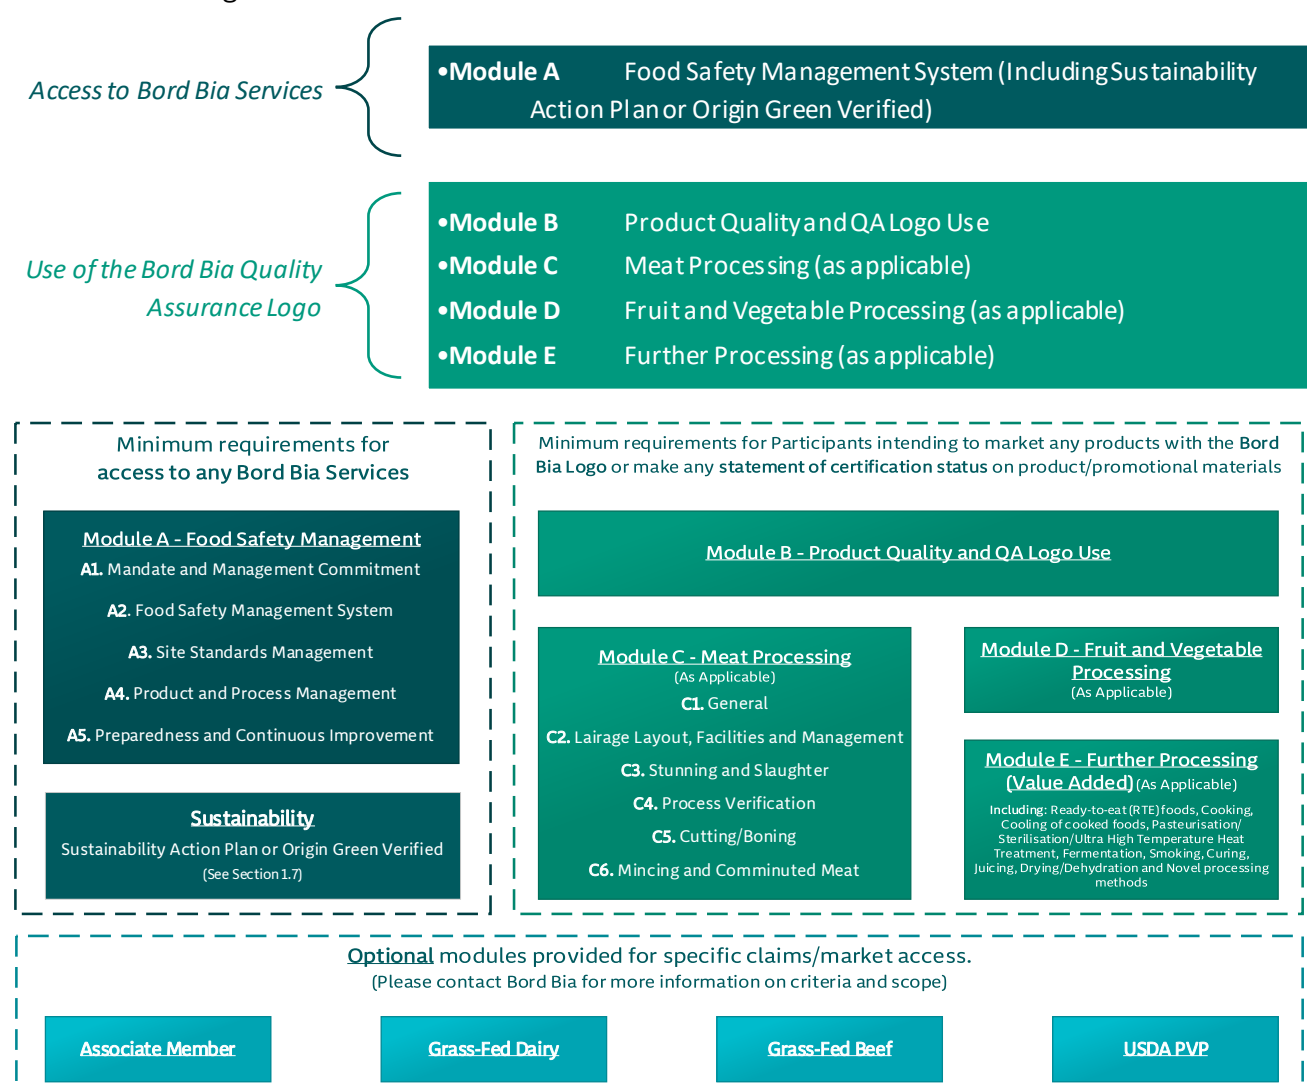 Access to Bord Bia Services
•Module A Food Safety Management System (Including Sustainability
Action Plan or Origin Green Verified)
Use of the Bord Bia Quality
Assurance Logo
•Module B Product Quality and QA Logo Use
•Module C Meat Processing (as applicable)
•Module D Fruit and Vegetable Processing (as applicable)
•Module E Further Processing (as applicable)
Minimum requirements for
access to any Bord Bia Services
Module A - Food Safety Management
A1. Mandate and Management Commitment
A2. Food Safety Management System
A3. Site Standards Management
A4. Product and Process Management
A5. Preparedness and Continuous Improvement
Sustainability
Sustainability Action Plan or Origin Green Verified
(See Section 1.7)
Minimum requirements for Participants intending to market any products with the Bord
Bia Logo or make any statement of certification status on product/promotional materials
Module B - Product Quality and QA Logo Use
Module C - Meat Processing
(As Applicable)
C1. General
C2. Lairage Layout, Facilities and Management
C3. Stunning and Slaughter
C4. Process Verification
C5. Cutting/Boning
C6. Mincing and Comminuted Meat
Module D - Fruit and Vegetable
Processing
(As Applicable)
Module E - Further Processing
(Value Added) (As Applicable)
Including: Ready-to-eat (RTE) foods, Cooking,
Cooling of cooked foods, Pasteurisation/
Sterilisation/Ultra High Temperature Heat
Treatment, Fermentation, Smoking, Curing,
Juicing, Drying/Dehydration and Novel processing
methods
Optional modules provided for specific claims/market access.
(Please contact Bord Bia for more information on criteria and scope)
Associate Member
Grass-Fed Dairy
Grass-Fed Beef
USDA PVP